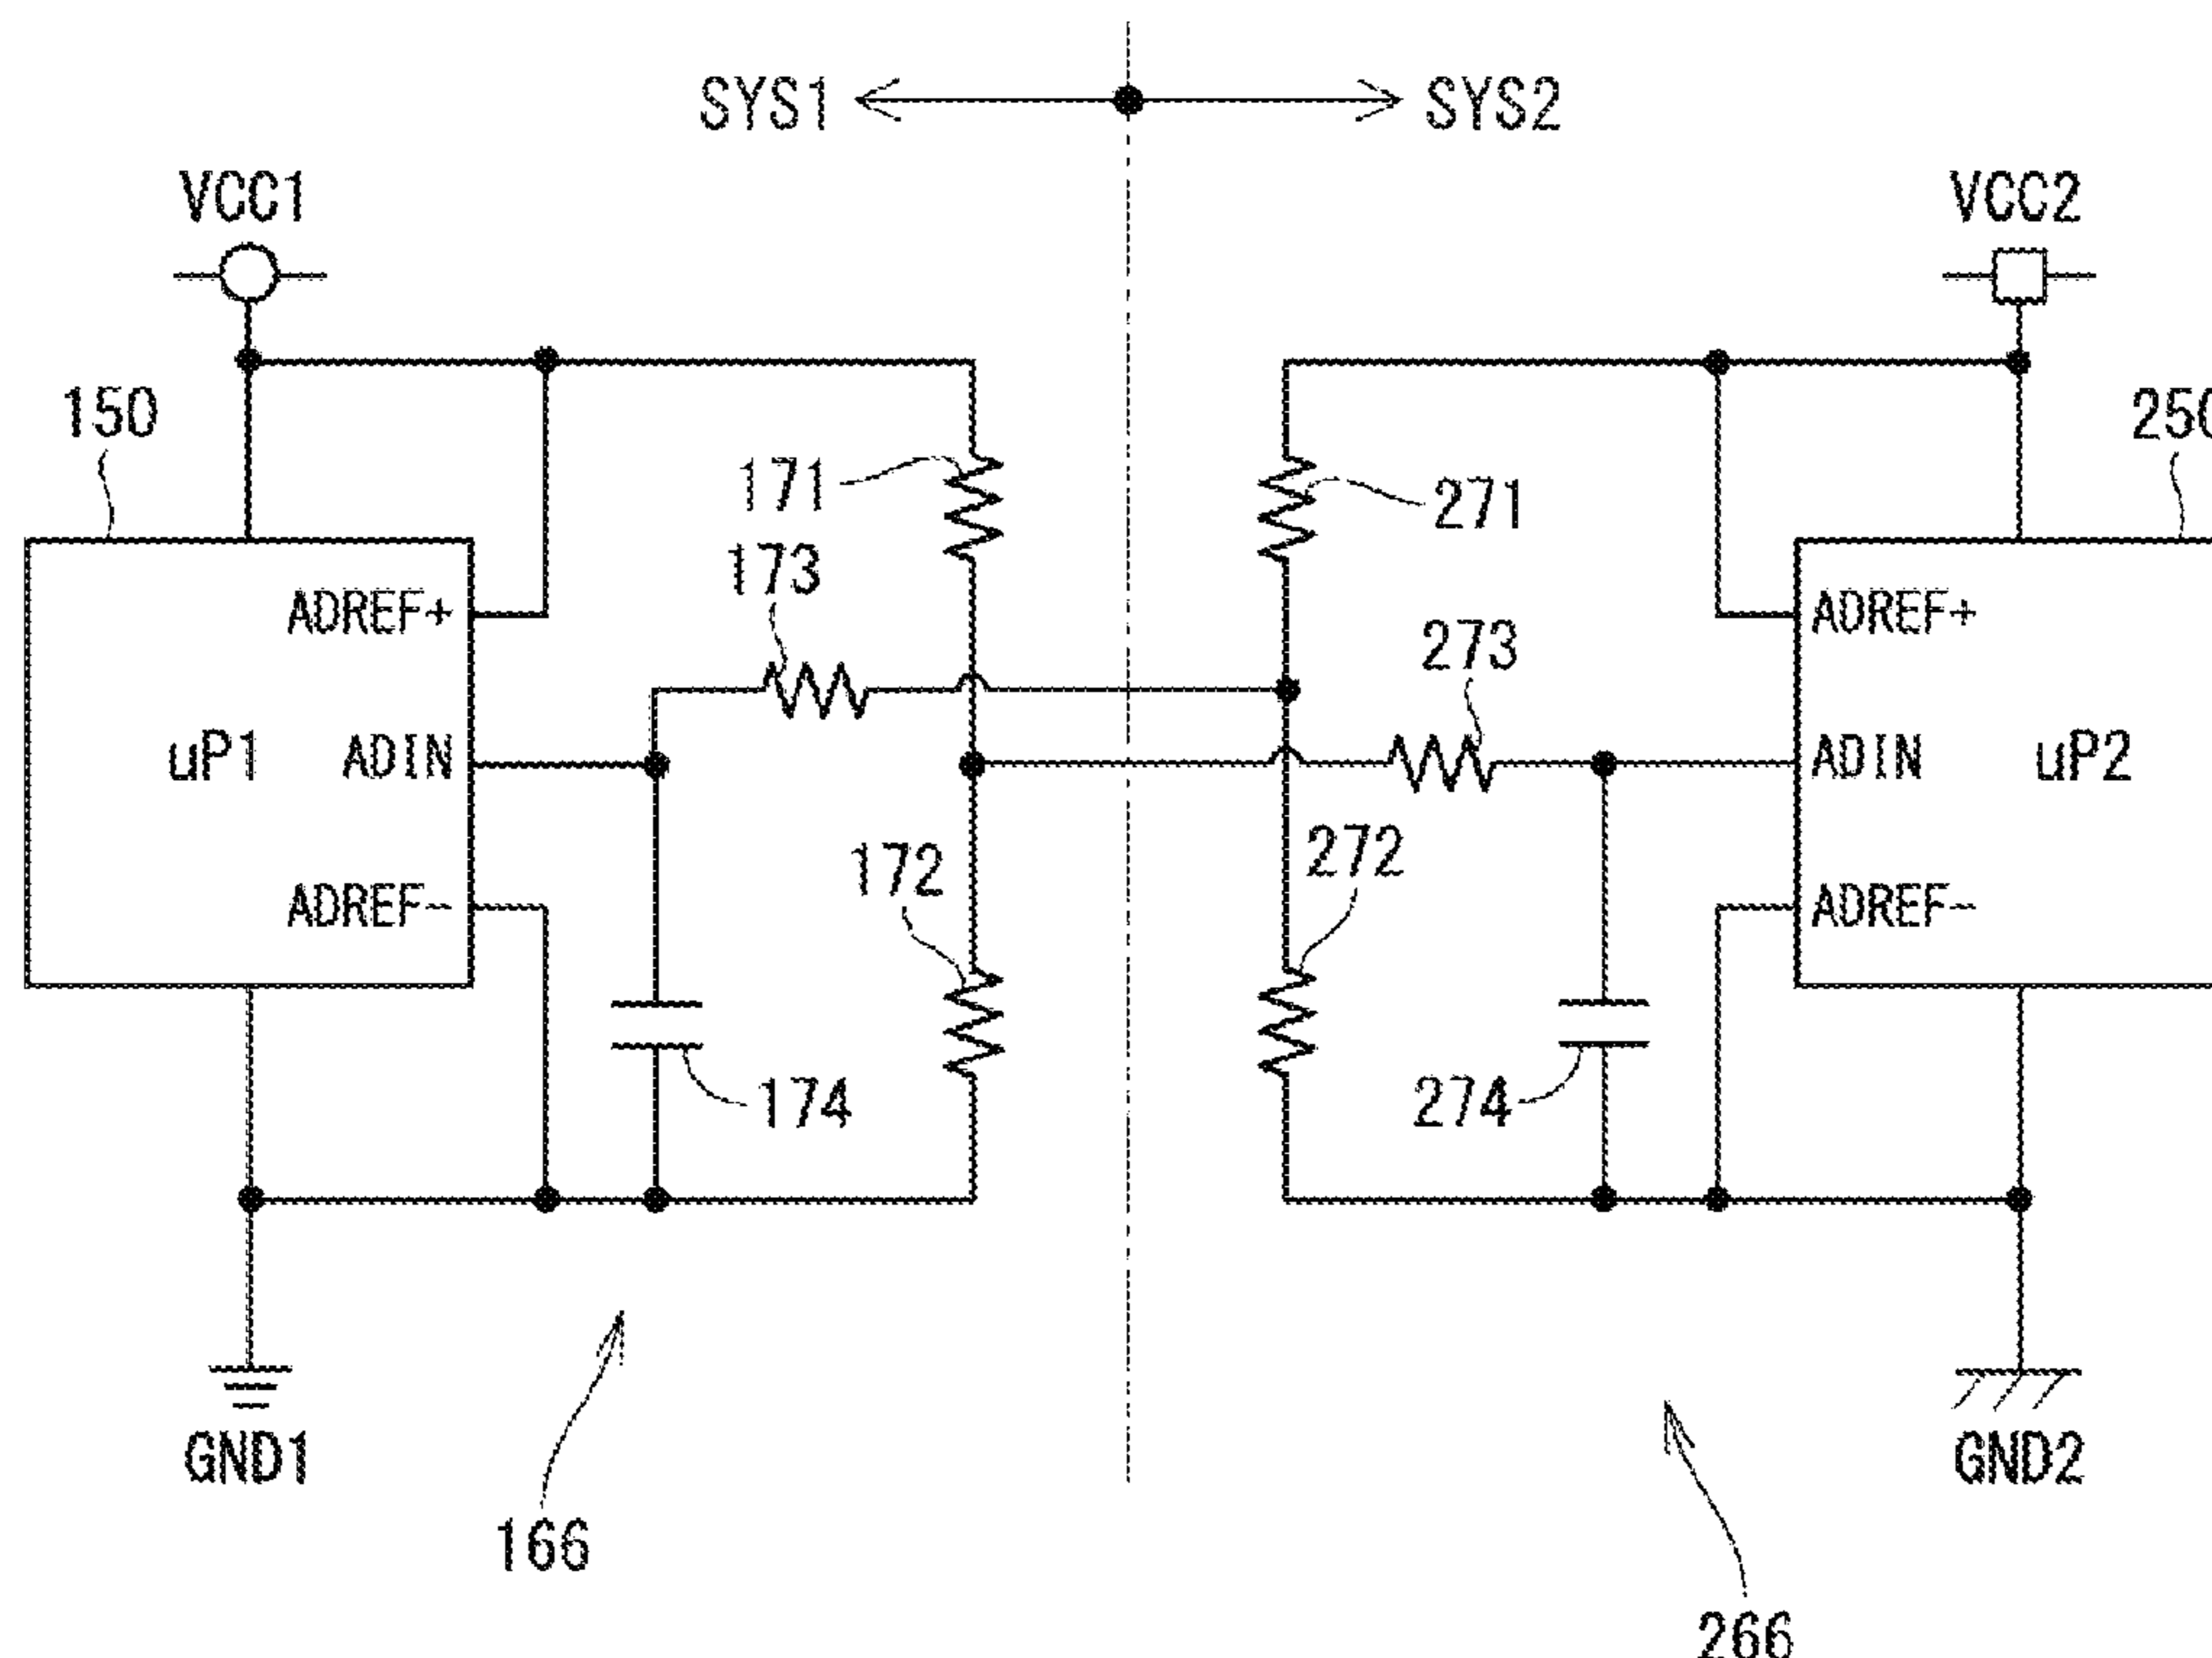 SYS1 SYS2
VCC1 VCC2
150 250
171 271
173
273
ADREF+ ADREF+
uP1 ADIN ADIN uP2
172 272
ADREF- ADREF-
174 274
GND1 GND2
166
266